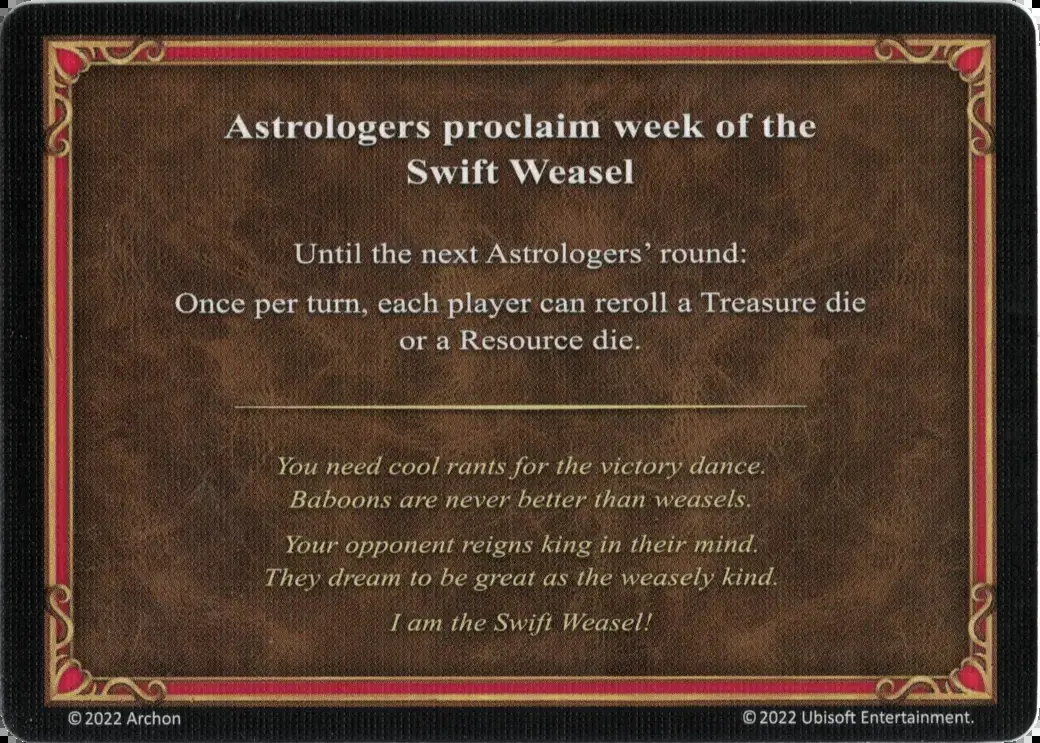 Astrologers proclaim week of the
Swift Weasel
Until the next Astrologers’ round:
Once per turn, each player can reroll a Treasure die
or a Resource die.
You need cool rants for the victory dance.
Baboons are never better than weasels.
Your opponent reigns king in their mind.
They dream to be great as the weasely kind.
I am the Swift Weasel!
© 2022 Archon
© 2022 Ubisoft Entertainment.